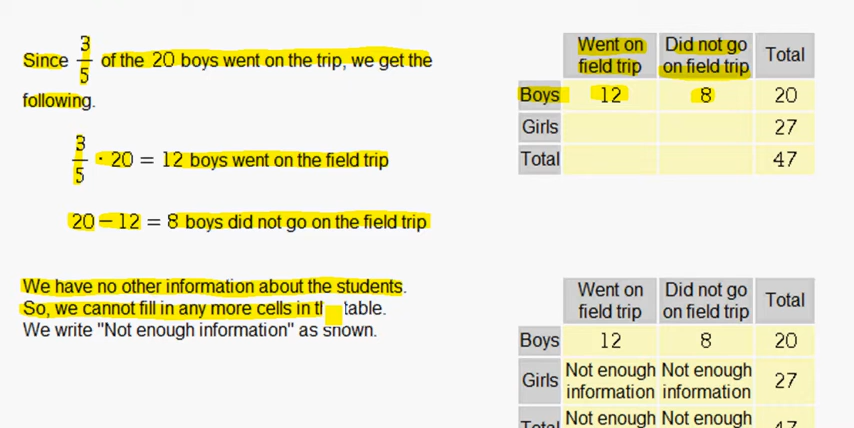 Since 3/5 of the 20 boys went on the trip, we get the
following.
3/5 · 20 = 12 boys went on the field trip
20 − 12 = 8 boys did not go on the field trip
We have no other information about the students.
So, we cannot fill in any more cells in table.
We write "Not enough information" as shown.
Went on Did not go
field trip on field trip Total
Boys 12 8 20
Girls 27
Total 47
Went on Did not go
field trip on field trip Total
Boys 12 8 20
Not enough Not enough
Girls information information 27
Not enough Not enough
Total 47